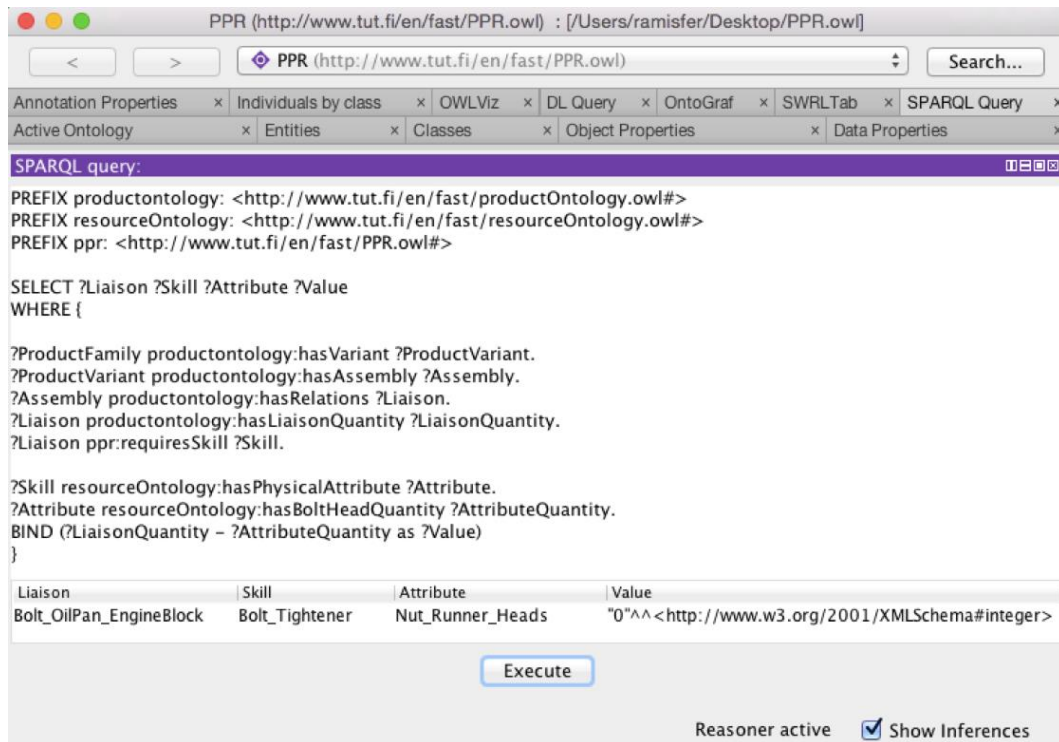 PPR (http://www.tut.fi/en/fast/PPR.owl) : [/Users/ramisfer/Desktop/PPR.owl]
< > PPR (http://www.tut.fi/en/fast/PPR.owl) Search...
Annotation Properties × Individuals by class × OWLViz × DL Query × OntoGraf × SWRLTab × SPARQL Query ×
Active Ontology × Entities × Classes × Object Properties × Data Properties ×
SPARQL query:
PREFIX productontology: <http://www.tut.fi/en/fast/productOntology.owl#>
PREFIX resourceOntology: <http://www.tut.fi/en/fast/resourceOntology.owl#>
PREFIX ppr: <http://www.tut.fi/en/fast/PPR.owl#>
SELECT ?Liaison ?Skill ?Attribute ?Value
WHERE {
?ProductFamily productontology:hasVariant ?ProductVariant.
?ProductVariant productontology:hasAssembly ?Assembly.
?Assembly productontology:hasRelations ?Liaison.
?Liaison productontology:hasLiaisonQuantity ?LiaisonQuantity.
?Liaison ppr:requiresSkill ?Skill.
?Skill resourceOntology:hasPhysicalAttribute ?Attribute.
?Attribute resourceOntology:hasBoltHeadQuantity ?AttributeQuantity.
BIND (?LiaisonQuantity - ?AttributeQuantity as ?Value)
}
Liaison Skill Attribute Value
Bolt_OilPan_EngineBlock Bolt_Tightener Nut_Runner_Heads "0"^^<http://www.w3.org/2001/XMLSchema#integer>
Execute
Reasoner active Show Inferences